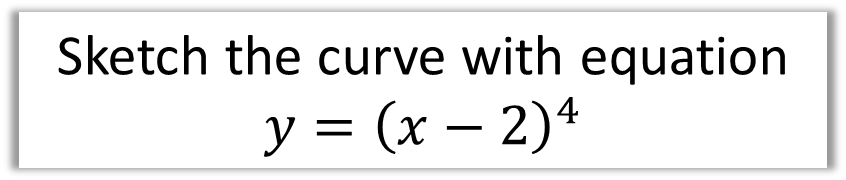 Sketch the curve with equation
𝑦 = (𝑥 − 2)⁴